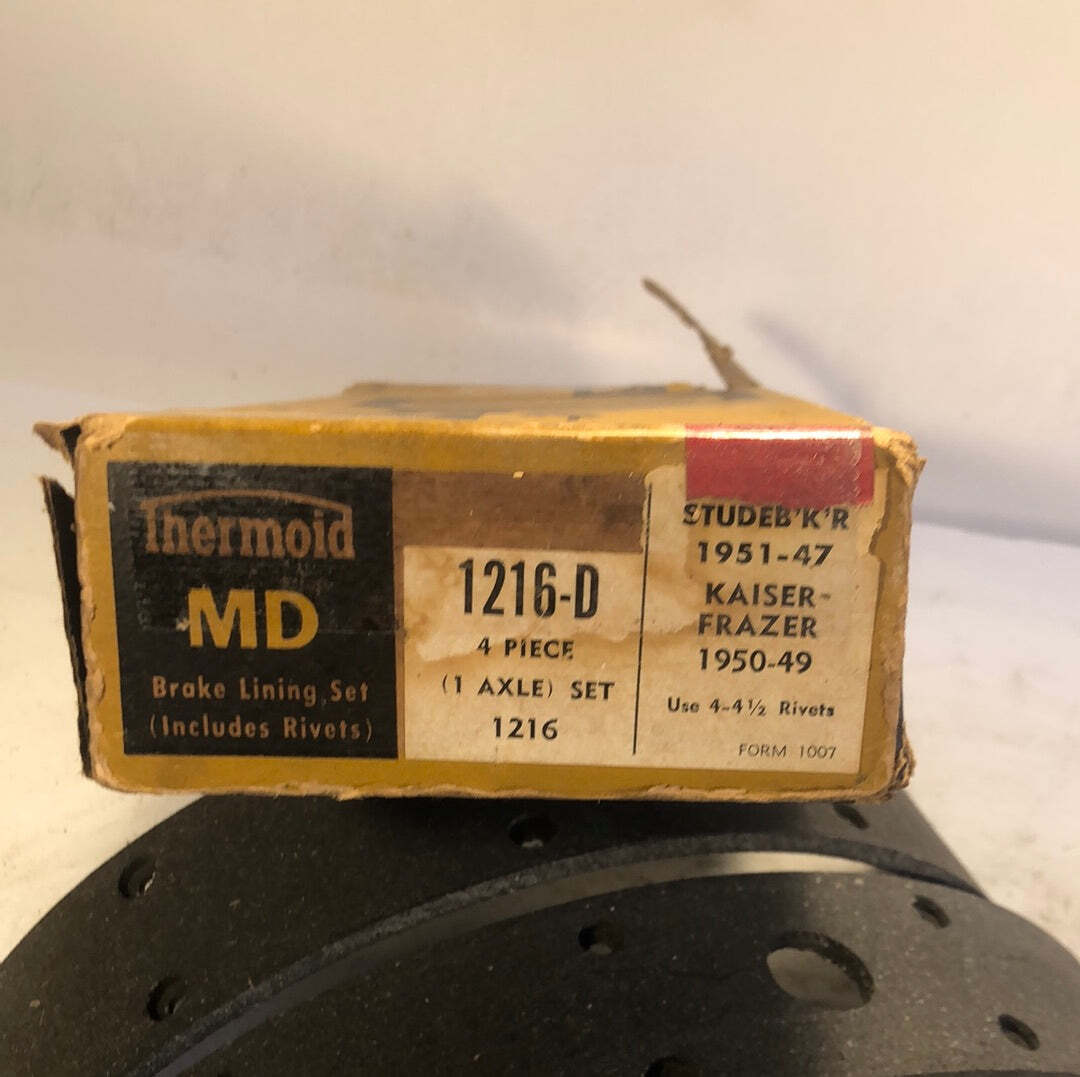 Thermoid
MD
Brake Lining Set
(Includes Rivets)
1216-D
4 PIECE
(1 AXLE) SET
1216
STUDEB'K'R
1951-47
KAISER-
FRAZER
1950-49
Use 4-4½ Rivets
FORM 1007